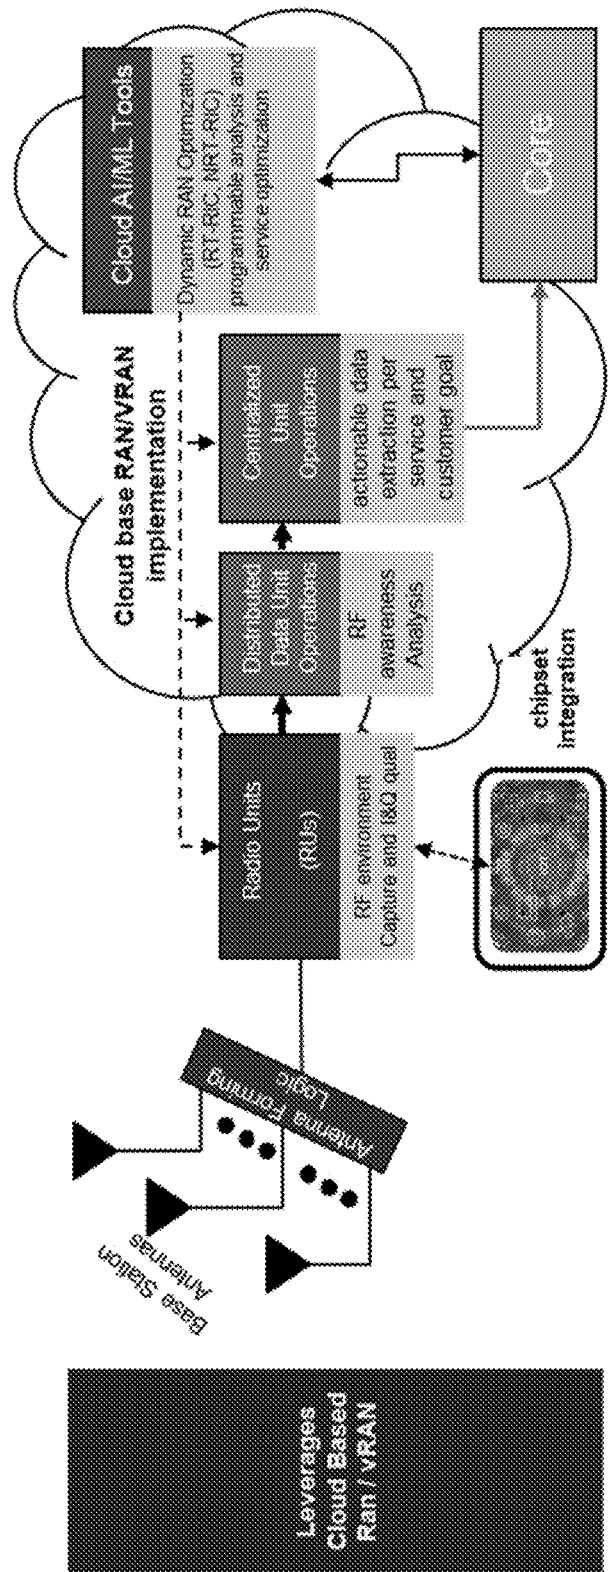 Leverages
Cloud Based
Ran / vRAN
Base Station
Antennas
Antenna Forming
Logic
Radio Units
(RUs)
RF environment
Capture and I&Q qual
chipset
integration
Distributed
Data Unit
Operations
RF
awareness
Analysis
Centralized
Unit
Operations
actionable data
extraction per
service and
customer goal
Cloud base RAN/VRAN
implementation
Cloud AI/ML Tools
Dynamic RAN Optimization
(RT-RIC, NRT-RIC)
programmable analysis and
service optimization
Core